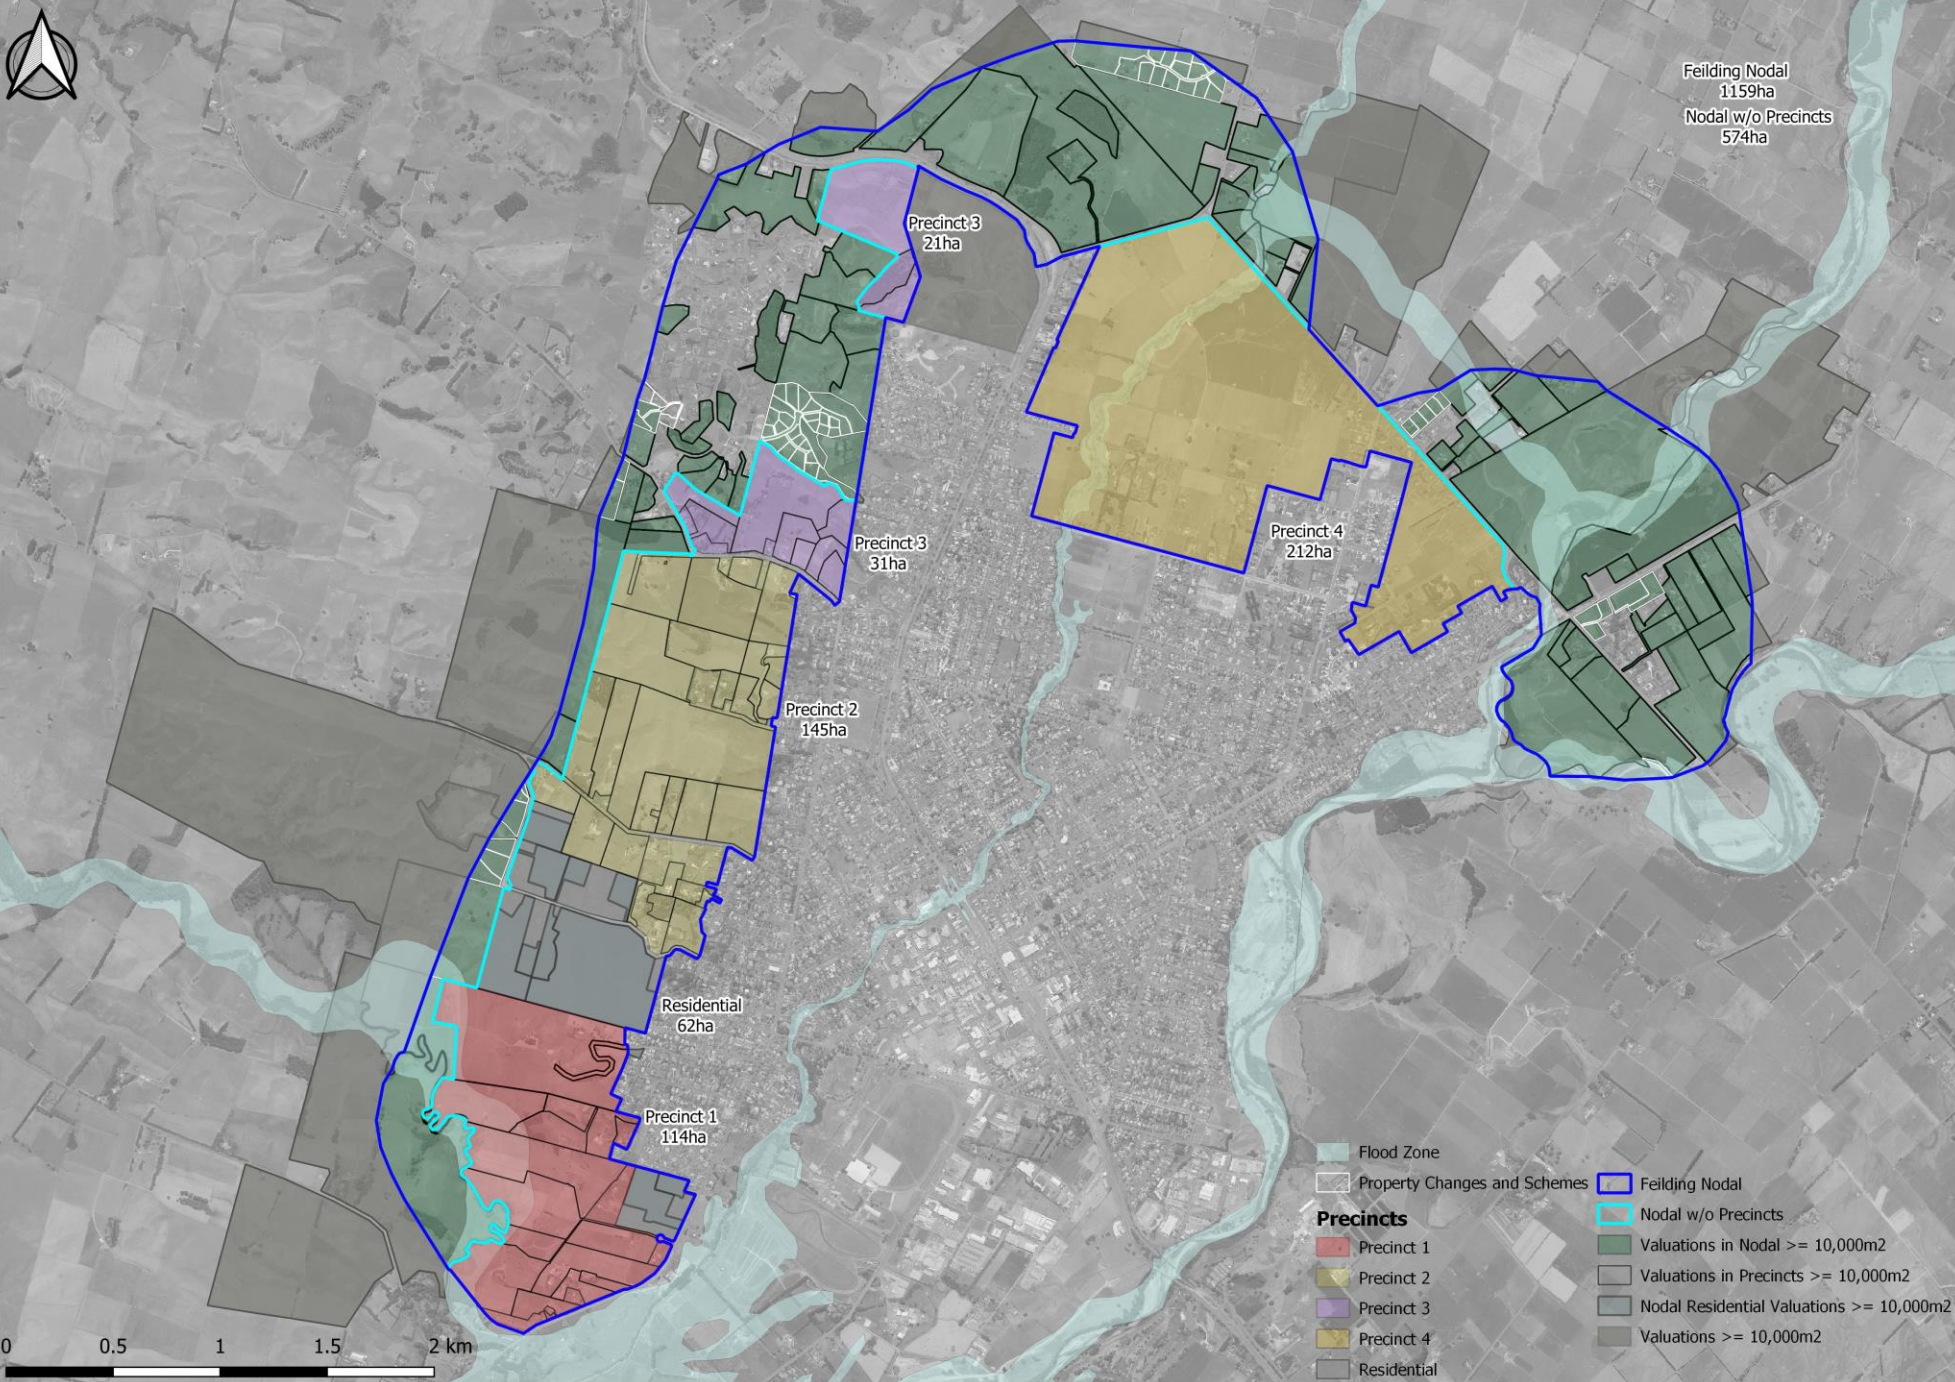 Feilding Nodal
1159ha
Nodal w/o Precincts
574ha
Precinct 3
21ha
Precinct 4
212ha
Precinct 3
31ha
Precinct 2
145ha
Residential
62ha
Precinct 1
114ha
Flood Zone
Property Changes and Schemes
Precincts
Precinct 1
Precinct 2
Precinct 3
Precinct 4
Residential
Feilding Nodal
Nodal w/o Precincts
Valuations in Nodal >= 10,000m2
Valuations in Precincts >= 10,000m2
Nodal Residential Valuations >= 10,000m2
Valuations >= 10,000m2
0 0.5 1 1.5 2 km